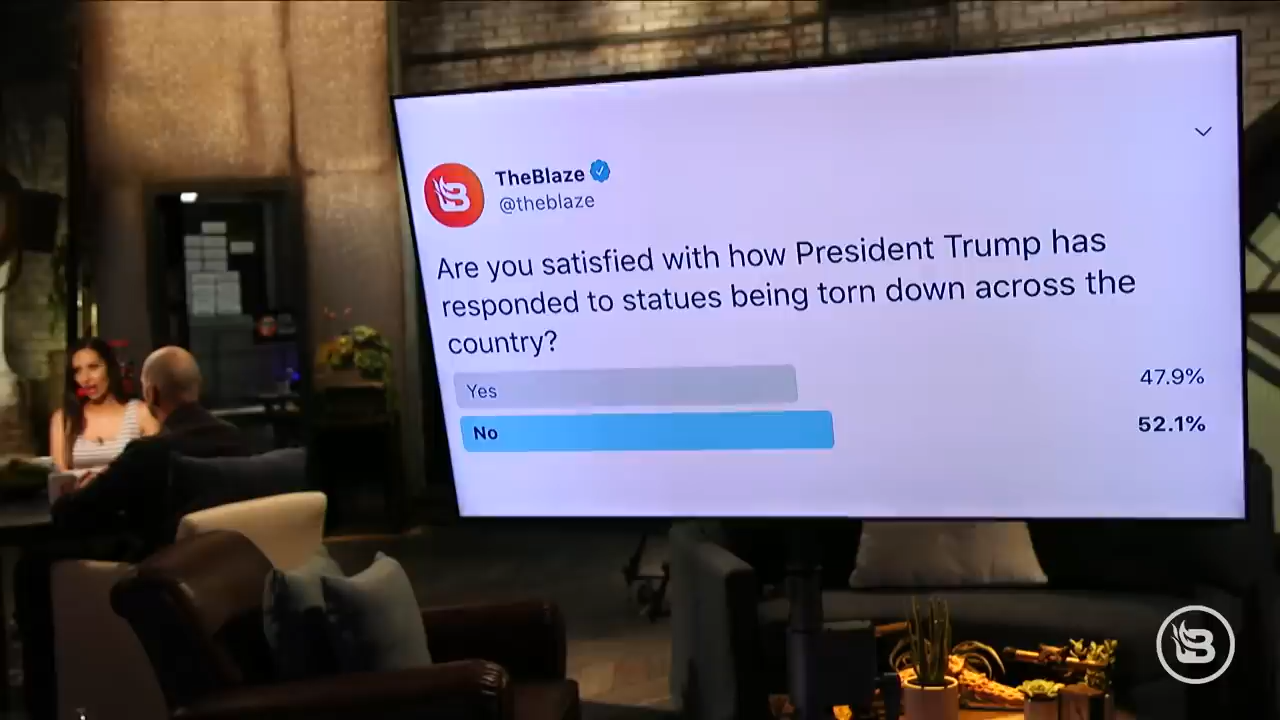 TheBlaze
@theblaze
Are you satisfied with how President Trump has
responded to statues being torn down across the
country?
Yes 47.9%
No 52.1%